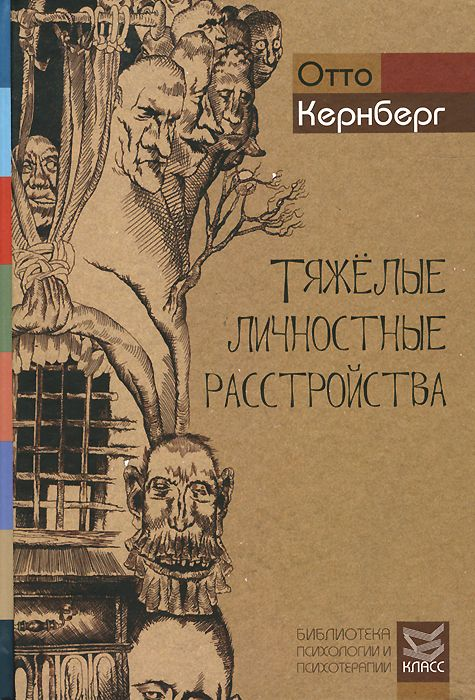 Отто
Кернберг
ТЯЖЁЛЫЕ
ЛИЧНОСТНЫЕ
РАССТРОЙСТВА
БИБЛИОТЕКА
ПСИХОЛОГИИ И
ПСИХОТЕРАПИИ
КЛАСС